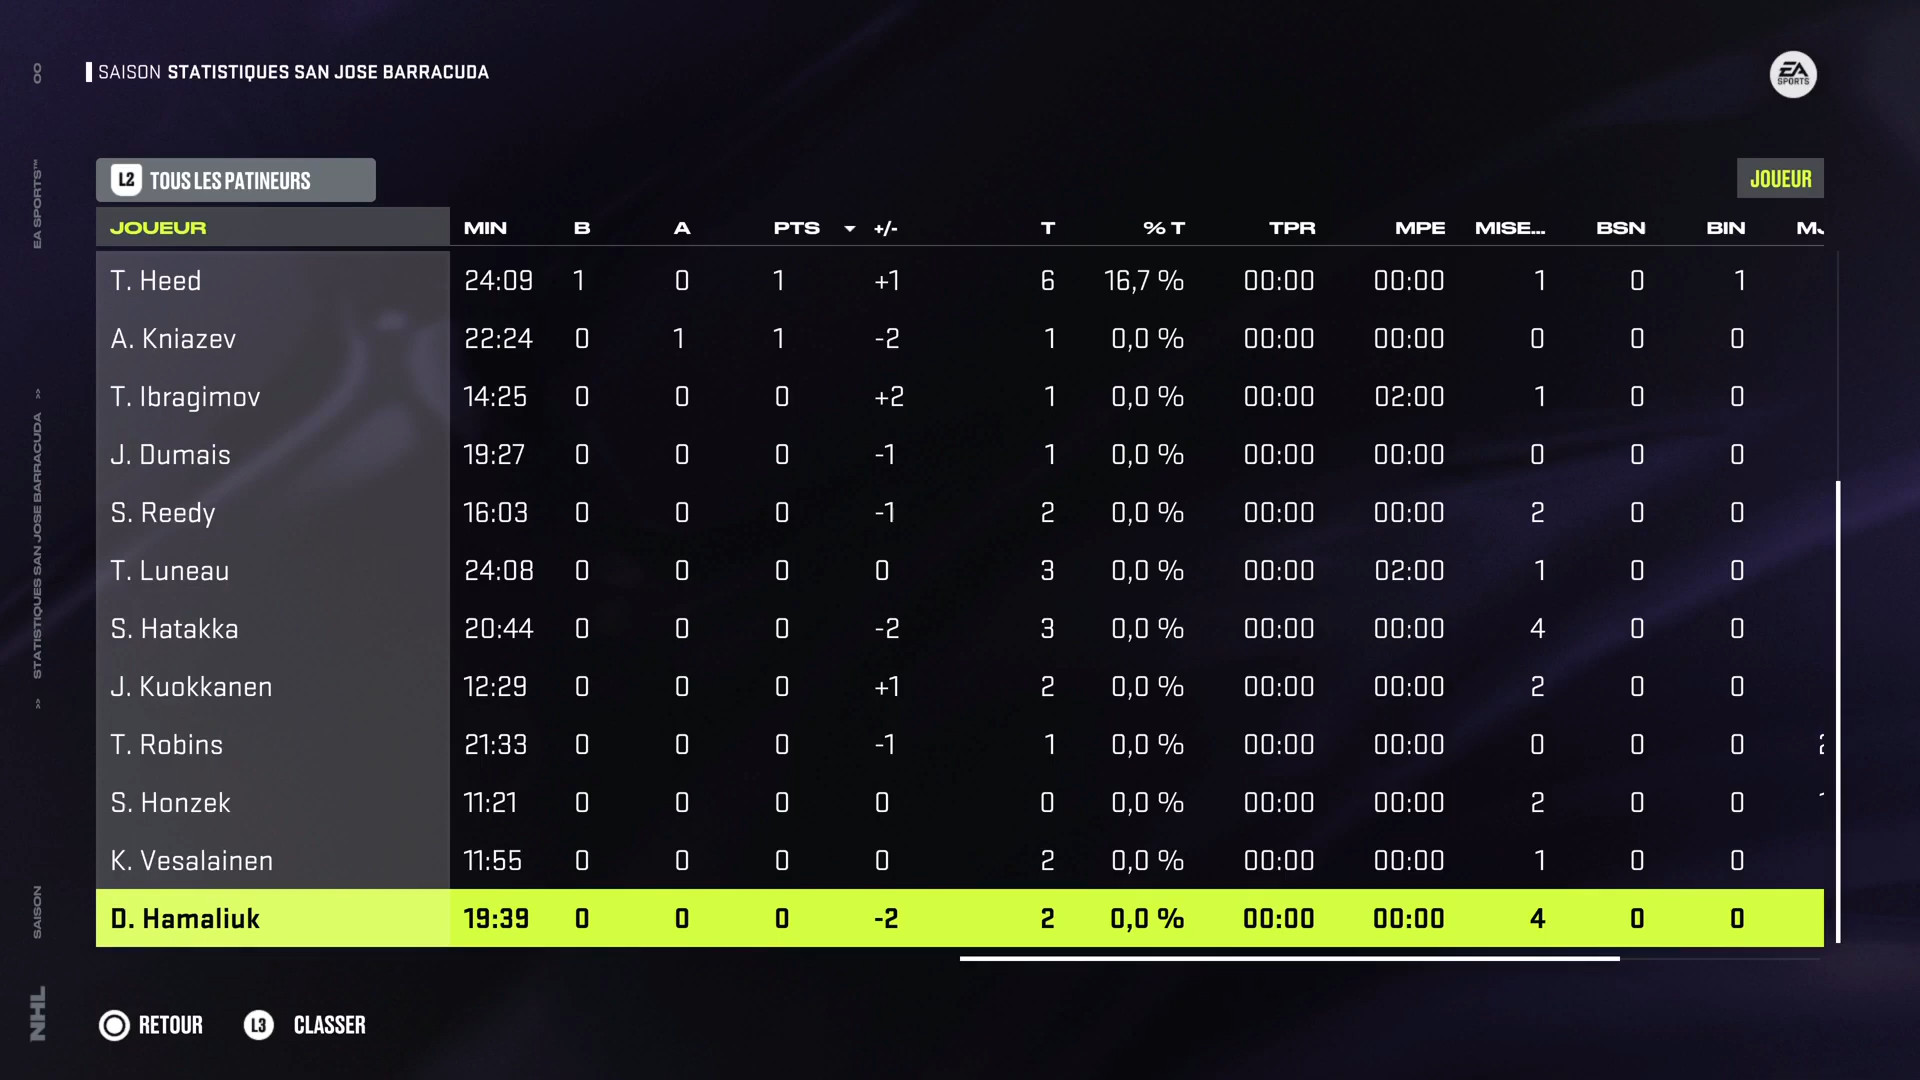 SAISON STATISTIQUES SAN JOSE BARRACUDA
EA SPORTS
L2 TOUS LES PATINEURS
JOUEUR
JOUEUR MIN B A PTS +/- T % T TPR MPE MISE... BSN BIN
T. Heed 24:09 1 0 1 +1 6 16,7 % 00:00 00:00 1 0 1
A. Kniazev 22:24 0 1 1 -2 1 0,0 % 00:00 00:00 0 0 0
T. Ibragimov 14:25 0 0 0 +2 1 0,0 % 00:00 02:00 1 0 0
J. Dumais 19:27 0 0 0 -1 1 0,0 % 00:00 00:00 0 0 0
S. Reedy 16:03 0 0 0 -1 2 0,0 % 00:00 00:00 2 0 0
T. Luneau 24:08 0 0 0 0 3 0,0 % 00:00 02:00 1 0 0
S. Hatakka 20:44 0 0 0 -2 3 0,0 % 00:00 00:00 4 0 0
J. Kuokkanen 12:29 0 0 0 +1 2 0,0 % 00:00 00:00 2 0 0
T. Robins 21:33 0 0 0 -1 1 0,0 % 00:00 00:00 0 0 0
S. Honzek 11:21 0 0 0 0 0 0,0 % 00:00 00:00 2 0 0
K. Vesalainen 11:55 0 0 0 0 2 0,0 % 00:00 00:00 1 0 0
D. Hamaliuk 19:39 0 0 0 -2 2 0,0 % 00:00 00:00 4 0 0
RETOUR L3 CLASSER
NHL SAISON >> STATISTIQUES SAN JOSE BARRACUDA >> EA SPORTS™